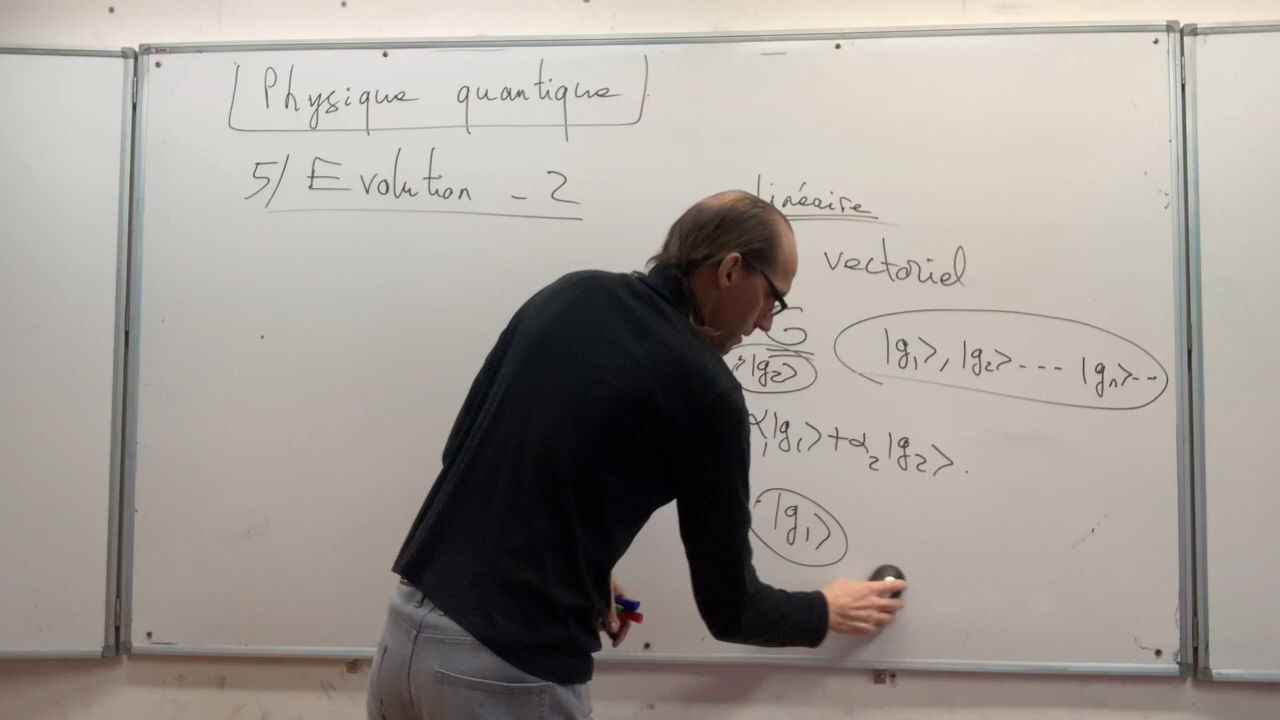 Physique quantique
5/ Evolution - 2
Linéaire
vectoriel
G
|g₂⟩ |g₁⟩, |g₂⟩ ---- |gₙ⟩--
α₁|g₁⟩+α₂|g₂⟩.
|g₁⟩